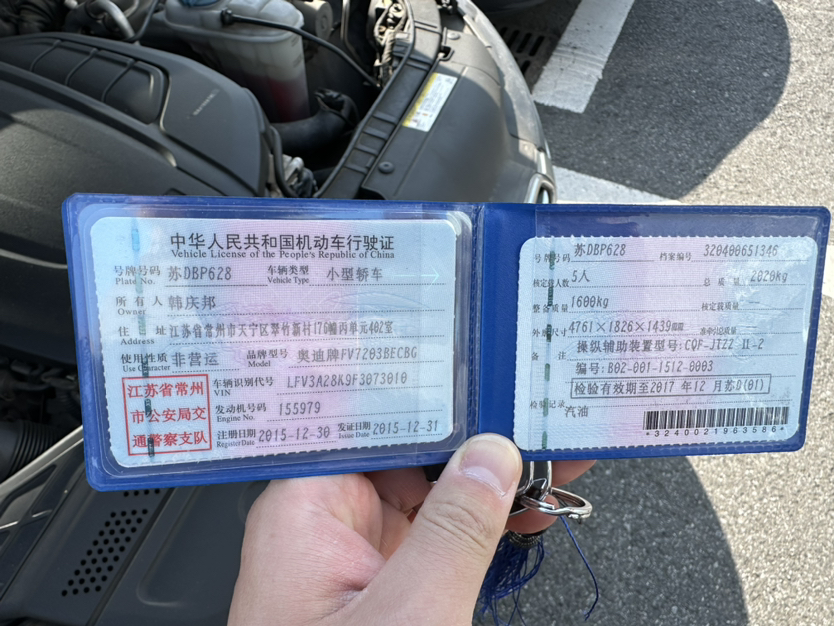 中华人民共和国机动车行驶证
Vehicle License of the People's Republic of China
号牌号码 苏DBP628 车辆类型 小型轿车
Plate No. Vehicle Type
所有人 韩庆邦
Owner
住址 江苏省常州市天宁区翠竹新村176幢丙单元402室
Address
使用性质 非营运 品牌型号 奥迪牌FV7203BECBG
Use Character Model
江苏省常州
市公安局交
通警察支队
车辆识别代号 LFV3A28K9F3073010
VIN
发动机号码 155979
Engine No.
注册日期 2015-12-30 发证日期 2015-12-31
Register Date Issue Date
号牌号码 苏DBP628 档案编号 320400651346
核定载人数 5人 总质量 2020kg
整备质量 1600kg 核定载质量
外廓尺寸 4761×1826×1439 准牵引总质量
备注 操纵辅助装置型号:CQF-JTZZ II-2
编号:B02-001-1512-0003
检验有效期至2017年12月苏D(01)
检验记录
汽油
*3240021963586*